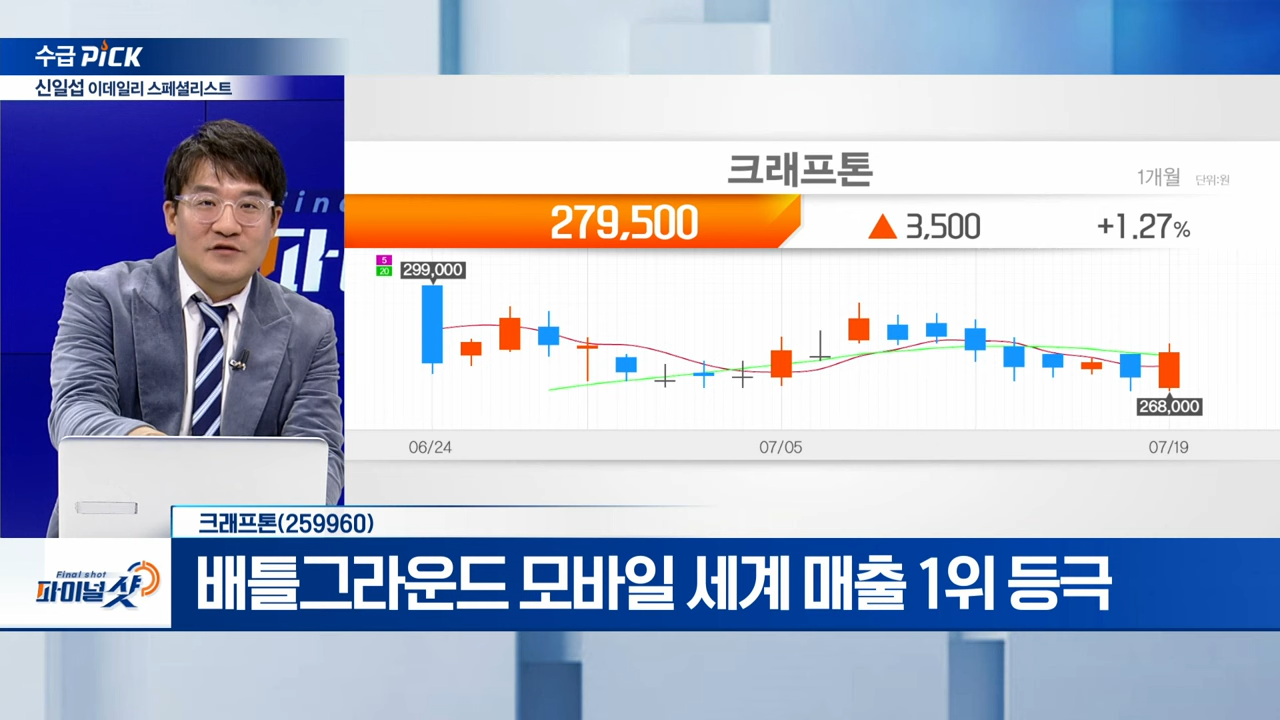 수급 PiCK
신일섭 이데일리 스페셜리스트
크래프톤
1개월 단위:원
279,500 ▲ 3,500 +1.27%
5
20
299,000
268,000
06/24 07/05 07/19
크래프톤(259960)
Final shot
파이널샷
배틀그라운드 모바일 세계 매출 1위 등극